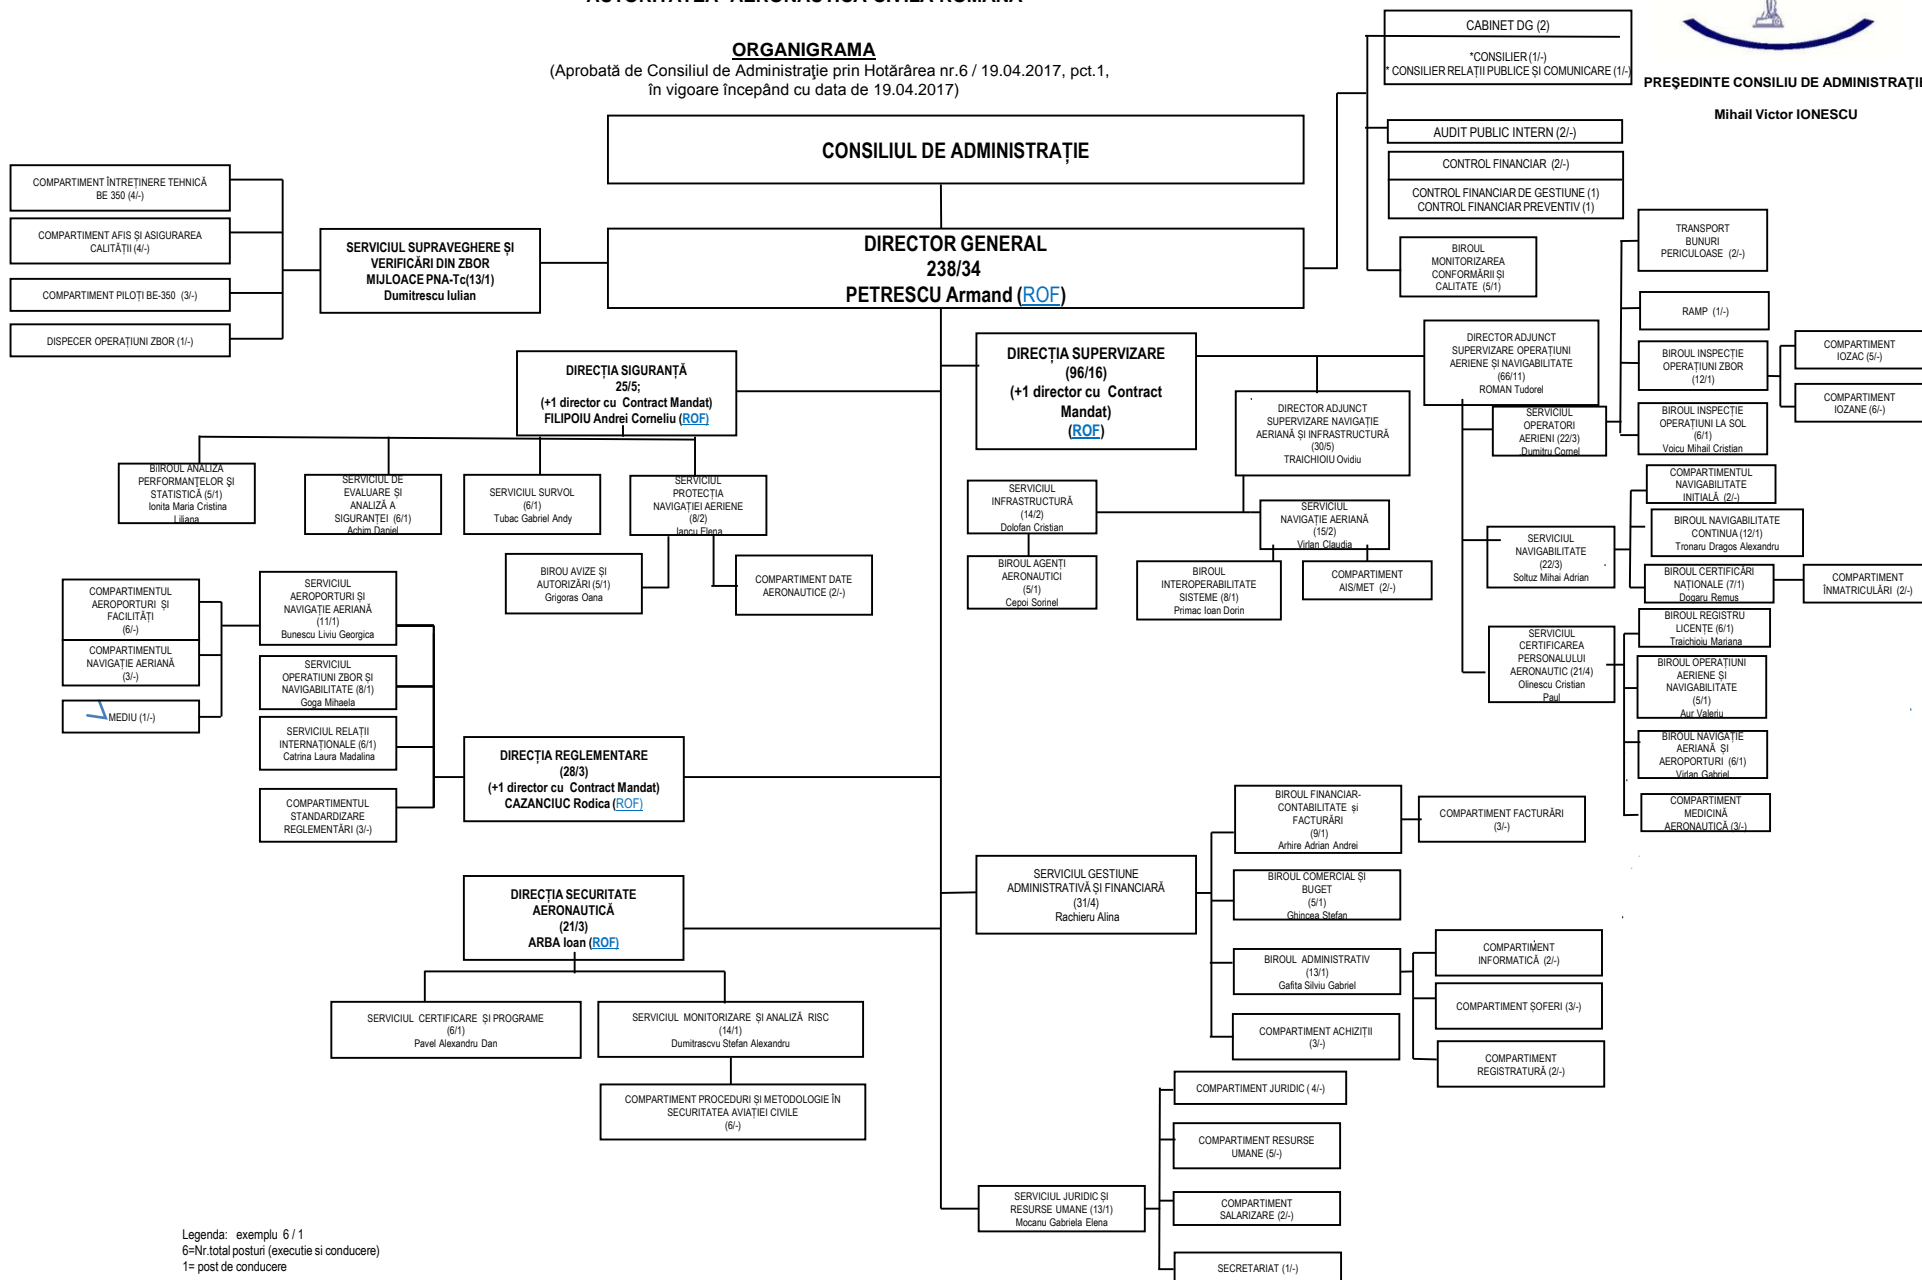 AUTORITATEA AERONAUTICA CIVILA ROMANA
ORGANIGRAMA
(Aprobată de Consiliul de Administraţie prin Hotărârea nr.6 / 19.04.2017, pct.1,
în vigoare începând cu data de 19.04.2017)
CABINET DG (2)
*CONSILIER (1/-)
* CONSILIER RELAȚII PUBLICE ȘI COMUNICARE (1/-)
PREŞEDINTE CONSILIU DE ADMINISTRAŢIE
Mihail Victor IONESCU
AUDIT PUBLIC INTERN (2/-)
CONTROL FINANCIAR (2/-)
CONTROL FINANCIAR DE GESTIUNE (1)
CONTROL FINANCIAR PREVENTIV (1)
BIROUL
MONITORIZAREA
CONFORMĂRII ȘI
CALITATE (5/1)
CONSILIUL DE ADMINISTRAȚIE
DIRECTOR GENERAL
238/34
PETRESCU Armand (ROF)
COMPARTIMENT ÎNTREȚINERE TEHNICĂ
BE 350 (4/-)
COMPARTIMENT AFIS ȘI ASIGURAREA
CALITĂȚII (4/-)
COMPARTIMENT PILOȚI BE-350 (3/-)
DISPECER OPERAȚIUNI ZBOR (1/-)
SERVICIUL SUPRAVEGHERE ȘI
VERIFICĂRI DIN ZBOR
MIJLOACE PNA-Tc(13/1)
Dumitrescu Iulian
DIRECȚIA SIGURANȚĂ
25/5;
(+1 director cu Contract Mandat)
FILIPOIU Andrei Corneliu (ROF)
BIIROUL ANALIZA
PERFORMANȚELOR ŞI
STATISTICĂ (5/1)
Ionita Maria Cristina
Liliana
SERVICIUL DE
EVALUARE ȘI
ANALIZĂ A
SIGURANȚEI (6/1)
Achim Daniel
SERVICIUL SURVOL
(6/1)
Tubac Gabriel Andy
SERVICIUL
PROTECȚIA
NAVIGAȚIEI AERIENE
(8/2)
Iancu Elena
BIROU AVIZE ȘI
AUTORIZĂRI (5/1)
Grigoras Oana
COMPARTIMENT DATE
AERONAUTICE (2/-)
DIRECȚIA SUPERVIZARE
(96/16)
(+1 director cu Contract
Mandat)
(ROF)
DIRECTOR ADJUNCT
SUPERVIZARE NAVIGAȚIE
AERIANĂ ȘI INFRASTRUCTURĂ
(30/5)
TRAICHIOIU Ovidiu
SERVICIUL
INFRASTRUCTURĂ
(14/2)
Dolofan Cristian
BIROUL AGENȚI
AERONAUTICI
(5/1)
Cepoi Sorinel
SERVICIUL
NAVIGAȚIE AERIANĂ
(15/2)
Virlan Claudia
BIROUL
INTEROPERABILITATE
SISTEME (8/1)
Primac Ioan Dorin
COMPARTIMENT
AIS/MET (2/-)
DIRECTOR ADJUNCT
SUPERVIZARE OPERAȚIUNI
AERIENE ȘI NAVIGABILITATE
(66/11)
ROMAN Tudorel
SERVICIUL
OPERATORI
AERIENI (22/3)
Dumitru Cornel
TRANSPORT
BUNURI
PERICULOASE (2/-)
RAMP (1/-)
BIROUL INSPECȚIE
OPERAȚIUNI ZBOR
(12/1)
COMPARTIMENT
IOZAC (5/-)
COMPARTIMENT
IOZANE (6/-)
BIROUL INSPECȚIE
OPERAȚIUNI LA SOL
(6/1)
Voicu Mihail Cristian
SERVICIUL
NAVIGABILITATE
(22/3)
Soltuz Mihai Adrian
COMPARTIMENTUL
NAVIGABILITATE
INIȚIALĂ (2/-)
BIROUL NAVIGABILITATE
CONTINUA (12/1)
Tronaru Dragos Alexandru
BIROUL CERTIFICĂRI
NAȚIONALE (7/1)
Dogaru Remus
COMPARTIMENT
ÎNMATRICULĂRI (2/-)
SERVICIUL
CERTIFICAREA
PERSONALULUI
AERONAUTIC (21/4)
Olinescu Cristian
Paul
BIROUL REGISTRU
LICENȚE (6/1)
Traichioiu Mariana
BIROUL OPERAȚIUNI
AERIENE ȘI
NAVIGABILITATE
(5/1)
Aur Valeriu
BIROUL NAVIGAȚIE
AERIANĂ ȘI
AEROPORTURI (6/1)
Virlan Gabriel
COMPARTIMENT
MEDICINĂ
AERONAUTICĂ (3/-)
COMPARTIMENTUL
AEROPORTURI ȘI
FACILITĂȚI
(6/-)
COMPARTIMENTUL
NAVIGAȚIE AERIANĂ
(3/-)
MEDIU (1/-)
SERVICIUL
AEROPORTURI ȘI
NAVIGAȚIE AERIANĂ
(11/1)
Bunescu Liviu Georgica
SERVICIUL
OPERATIUNI ZBOR ȘI
NAVIGABILITATE (8/1)
Goga Mihaela
SERVICIUL RELAȚII
INTERNAȚIONALE (6/1)
Catrina Laura Madalina
COMPARTIMENTUL
STANDARDIZARE
REGLEMENTĂRI (3/-)
DIRECȚIA REGLEMENTARE
(28/3)
(+1 director cu Contract Mandat)
CAZANCIUC Rodica (ROF)
DIRECȚIA SECURITATE
AERONAUTICĂ
(21/3)
ARBA Ioan (ROF)
SERVICIUL CERTIFICARE ȘI PROGRAME
(6/1)
Pavel Alexandru Dan
SERVICIUL MONITORIZARE ȘI ANALIZĂ RISC
(14/1)
Dumitrascvu Stefan Alexandru
COMPARTIMENT PROCEDURI ȘI METODOLOGIE ÎN
SECURITATEA AVIAȚIEI CIVILE
(6/-)
SERVICIUL GESTIUNE
ADMINISTRATIVĂ ȘI FINANCIARĂ
(31/4)
Rachieru Alina
BIROUL FINANCIAR-
CONTABILITATE și
FACTURĂRI
(9/1)
Arhire Adrian Andrei
COMPARTIMENT FACTURĂRI
(3/-)
BIROUL COMERCIAL ȘI
BUGET
(5/1)
Ghincea Stefan
BIROUL ADMINISTRATIV
(13/1)
Gafita Silviu Gabriel
COMPARTIMENT
INFORMATICĂ (2/-)
COMPARTIMENT ȘOFERI (3/-)
COMPARTIMENT
REGISTRATURĂ (2/-)
COMPARTIMENT ACHIZIȚII
(3/-)
SERVICIUL JURIDIC ȘI
RESURSE UMANE (13/1)
Mocanu Gabriela Elena
COMPARTIMENT JURIDIC ( 4/-)
COMPARTIMENT RESURSE
UMANE (5/-)
COMPARTIMENT
SALARIZARE (2/-)
SECRETARIAT (1/-)
Legenda: exemplu 6 / 1
6=Nr.total posturi (executie si conducere)
1= post de conducere